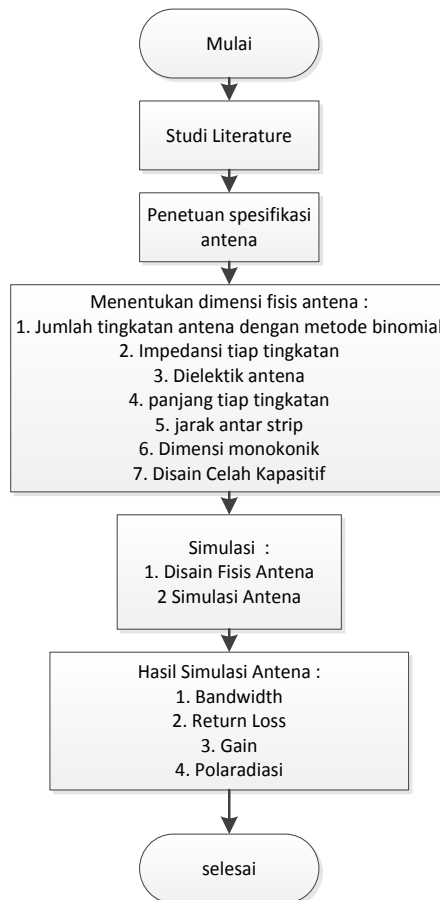 Mulai
Studi Literature
Penetuan spesifikasi
antena
Menentukan dimensi fisis antena :
1. Jumlah tingkatan antena dengan metode binomial
2. Impedansi tiap tingkatan
3. Dielektik antena
4. panjang tiap tingkatan
5. jarak antar strip
6. Dimensi monokonik
7. Disain Celah Kapasitif
Simulasi :
1. Disain Fisis Antena
2 Simulasi Antena
Hasil Simulasi Antena :
1. Bandwidth
2. Return Loss
3. Gain
4. Polaradiasi
selesai